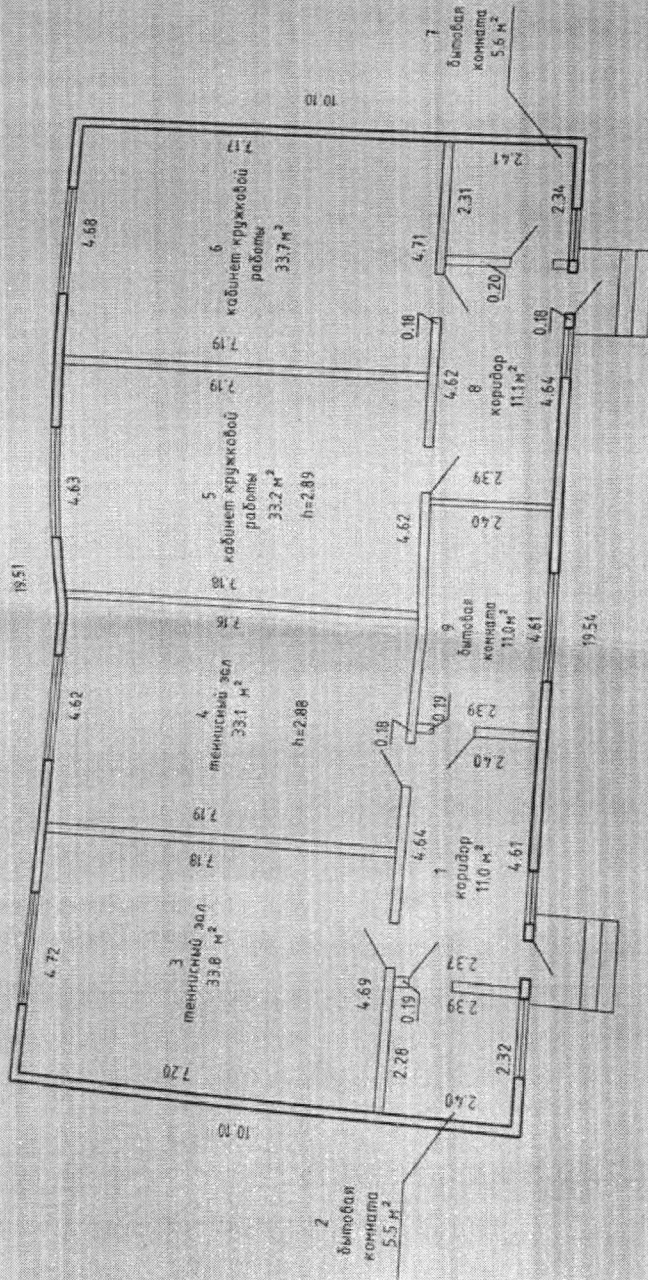 7
бытовая
комната
5.6 м²
10.10
7.17
2.41
4.68
6
кабинет кружковой
работы
33.7 м²
4.71
2.31
2.34
0.20
7.19
0.18
0.18
7.19
4.62
8
коридор
11.1 м²
4.64
4.63
5
кабинет кружковой
работы
33.2 м²
h=2.89
4.62
2.39
2.40
19.51
7.18
7.16
9
бытовая
комната
11.0 м²
4.61
19.54
4.62
4
теннисный зал
33.1 м²
h=2.88
0.18
0.19
2.39
2.40
7.19
7.18
4.64
1
коридор
11.0 м²
4.61
4.72
3
теннисный зал
33.8 м²
4.69
0.19
2.37
2.39
7.20
2.28
2.32
2.40
10.10
2
бытовая
комната
5.5 м²